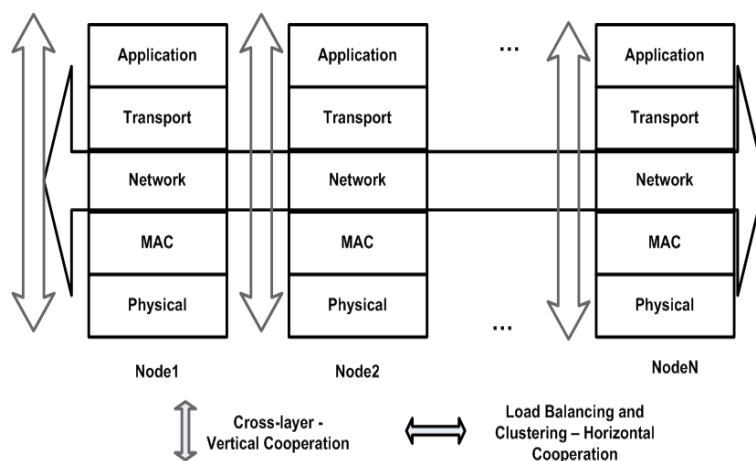 Application Application ... Application
Transport Transport Transport
Network Network Network
MAC MAC MAC
Physical Physical Physical
...
Node1 Node2 NodeN
Cross-layer -
Vertical Cooperation
Load Balancing and
Clustering – Horizontal
Cooperation